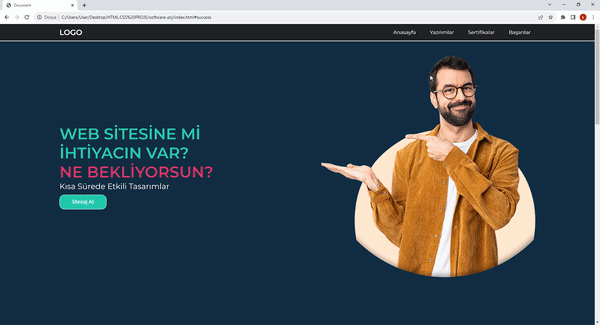 Document
Dosya
C:/Users/User/Desktop/HTML.CSS%20PROJE/software-prj/index.html#success
LOGO
Anasayfa
Yazılımlar
Sertifikalar
Başarılar
WEB SİTESİNE Mİ
İHTİYACIN VAR?
NE BEKLİYORSUN?
Kısa Sürede Etkili Tasarımlar
Mesaj At